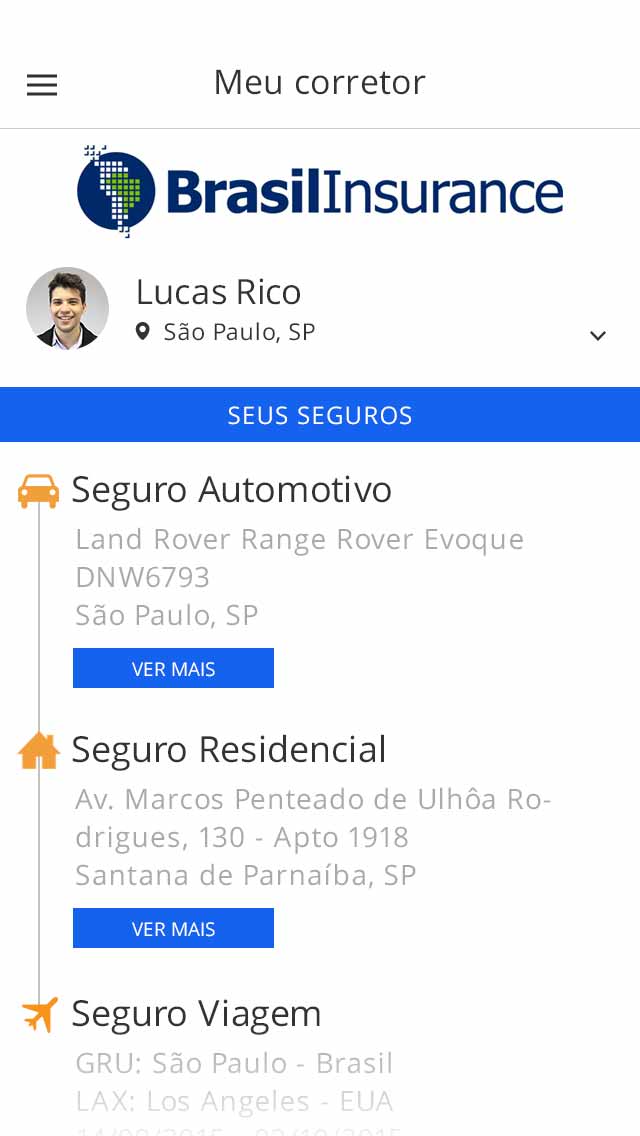 Meu corretor
BrasilInsurance
Lucas Rico
São Paulo, SP
SEUS SEGUROS
Seguro Automotivo
Land Rover Range Rover Evoque
DNW6793
São Paulo, SP
VER MAIS
Seguro Residencial
Av. Marcos Penteado de Ulhôa Ro-
drigues, 130 - Apto 1918
Santana de Parnaíba, SP
VER MAIS
Seguro Viagem
GRU: São Paulo - Brasil
LAX: Los Angeles - EUA